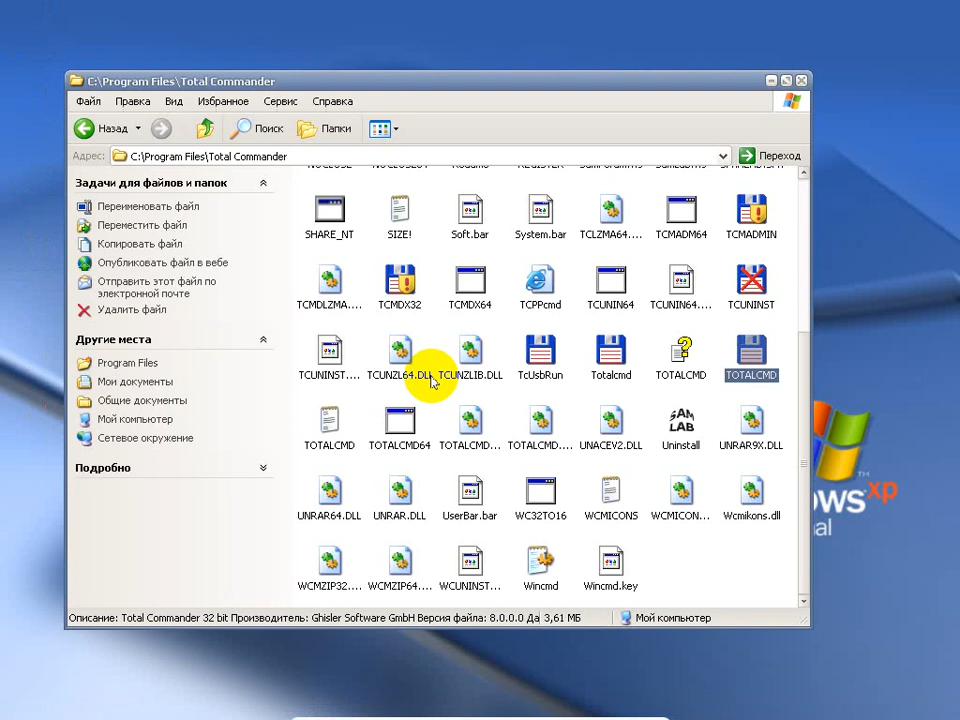 C:\Program Files\Total Commander
Файл Правка Вид Избранное Сервис Справка
Назад Поиск Папки
Адрес: C:\Program Files\Total Commander Переход
Задачи для файлов и папок
Переименовать файл
Переместить файл
Копировать файл
Опубликовать файл в вебе
Отправить этот файл по
электронной почте
Удалить файл
Другие места
Program Files
Мои документы
Общие документы
Мой компьютер
Сетевое окружение
Подробно
SHARE_NT SIZE! Soft.bar System.bar TCLZMA64.... TCMADM64 TCMADMIN
TCMDLZMA.... TCMDX32 TCMDX64 TCPPcmd TCUNIN64 TCUNIN64.... TCUNINST
TCUNINST.... TCUNZL64.DLL TCUNZLIB.DLL TcUsbRun Totalcmd TOTALCMD TOTALCMD
TOTALCMD TOTALCMD64 TOTALCMD... TOTALCMD.... UNACEV2.DLL Uninstall UNRAR9X.DLL
SAM
LAB
UNRAR64.DLL UNRAR.DLL UserBar.bar WC32TO16 WCMICONS WCMICON... Wcmikons.dll
WCMZIP32.... WCMZIP64.... WCUNINST... Wincmd Wincmd.key
Описание: Total Commander 32 bit Производитель: Ghisler Software GmbH Версия файла: 8.0.0.0 Да 3,61 МБ Мой компьютер